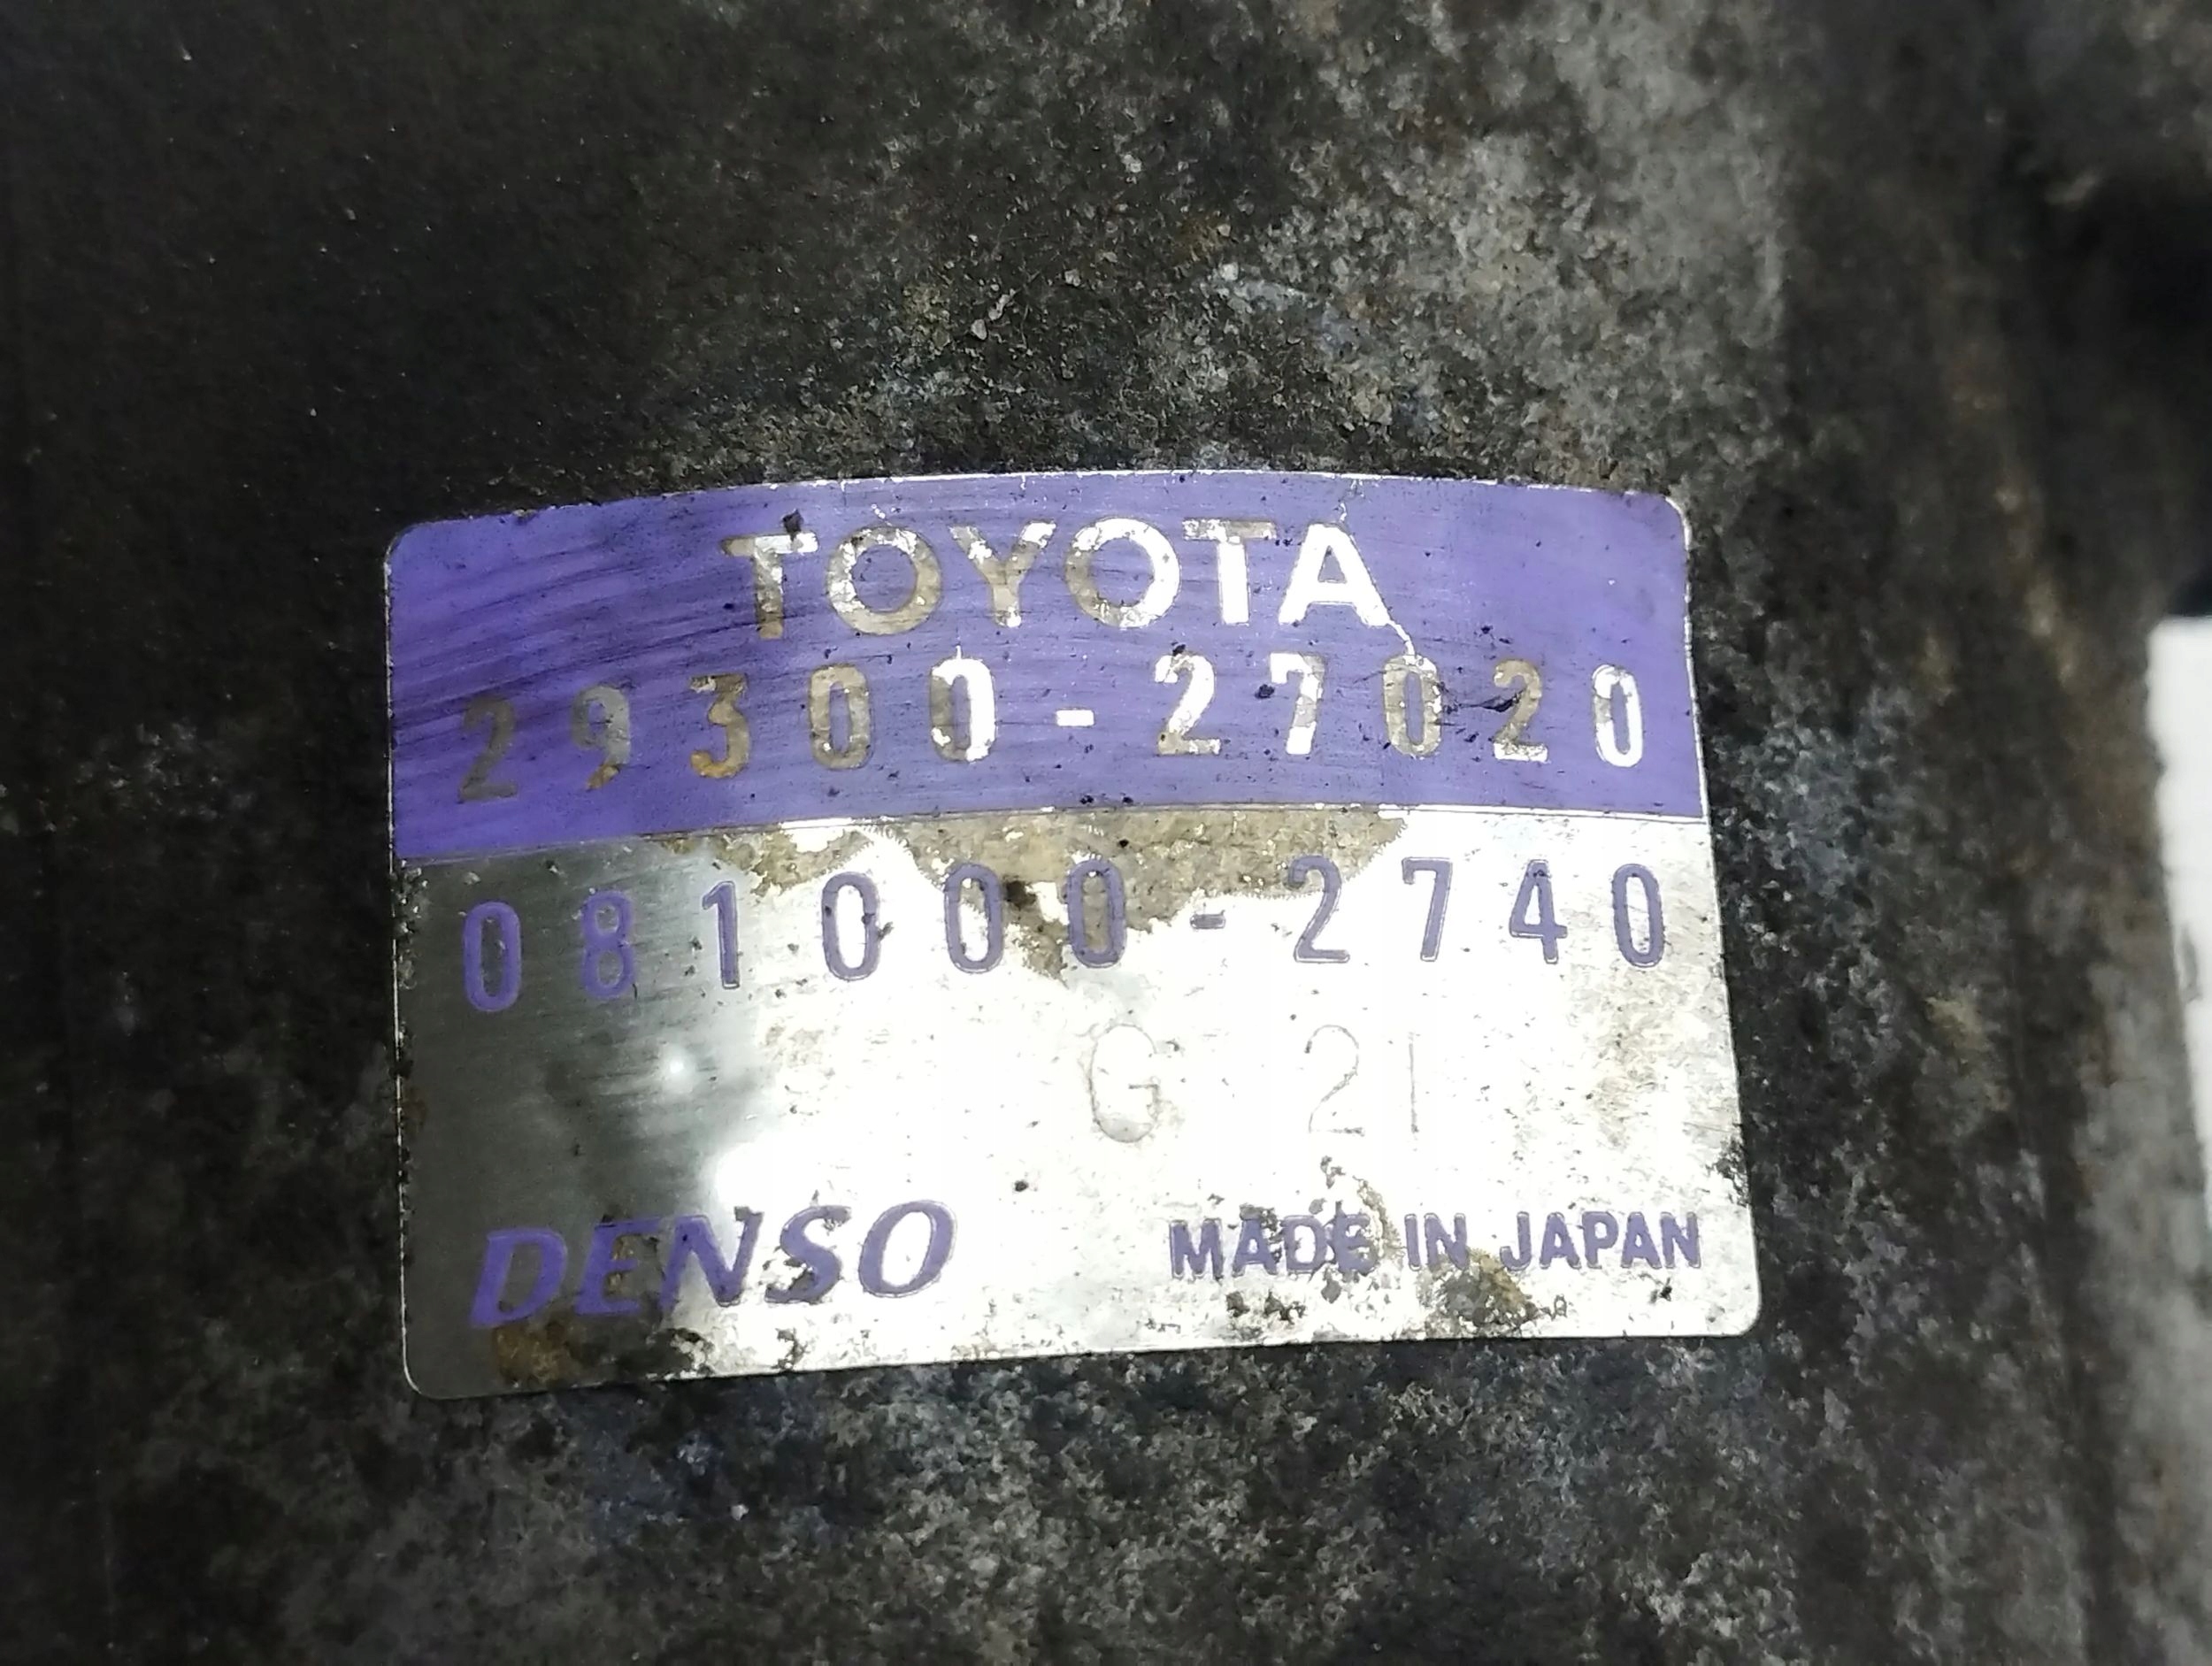 TOYOTA
29300-27020
081000-2740
G 21
DENSO MADE IN JAPAN